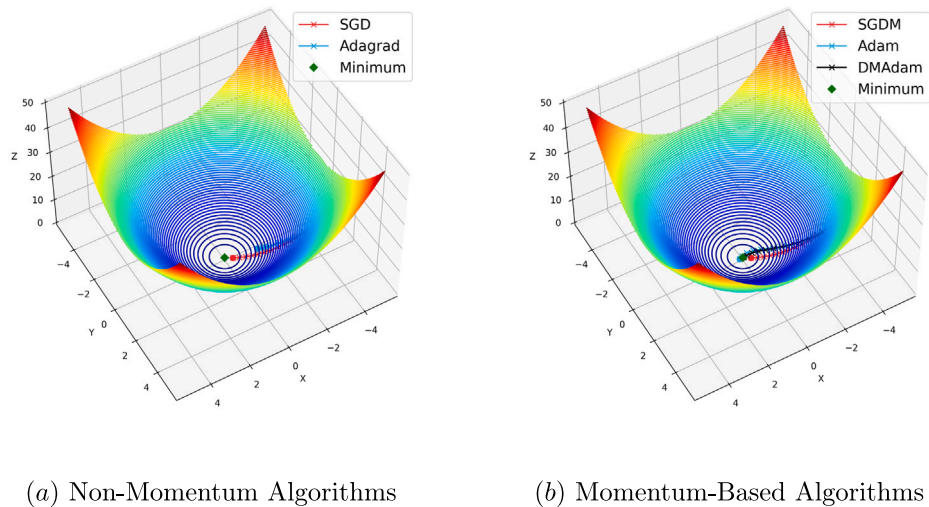 SGD
Adagrad
Minimum
50
40
30
20
10
0
Z
−4
−2
0
2
4
Y
4
2
0
−2
−4
X
(a) Non-Momentum Algorithms
SGDM
Adam
DMAdam
Minimum
50
40
30
20
10
0
Z
−4
−2
0
2
4
Y
4
2
0
−2
−4
X
(b) Momentum-Based Algorithms